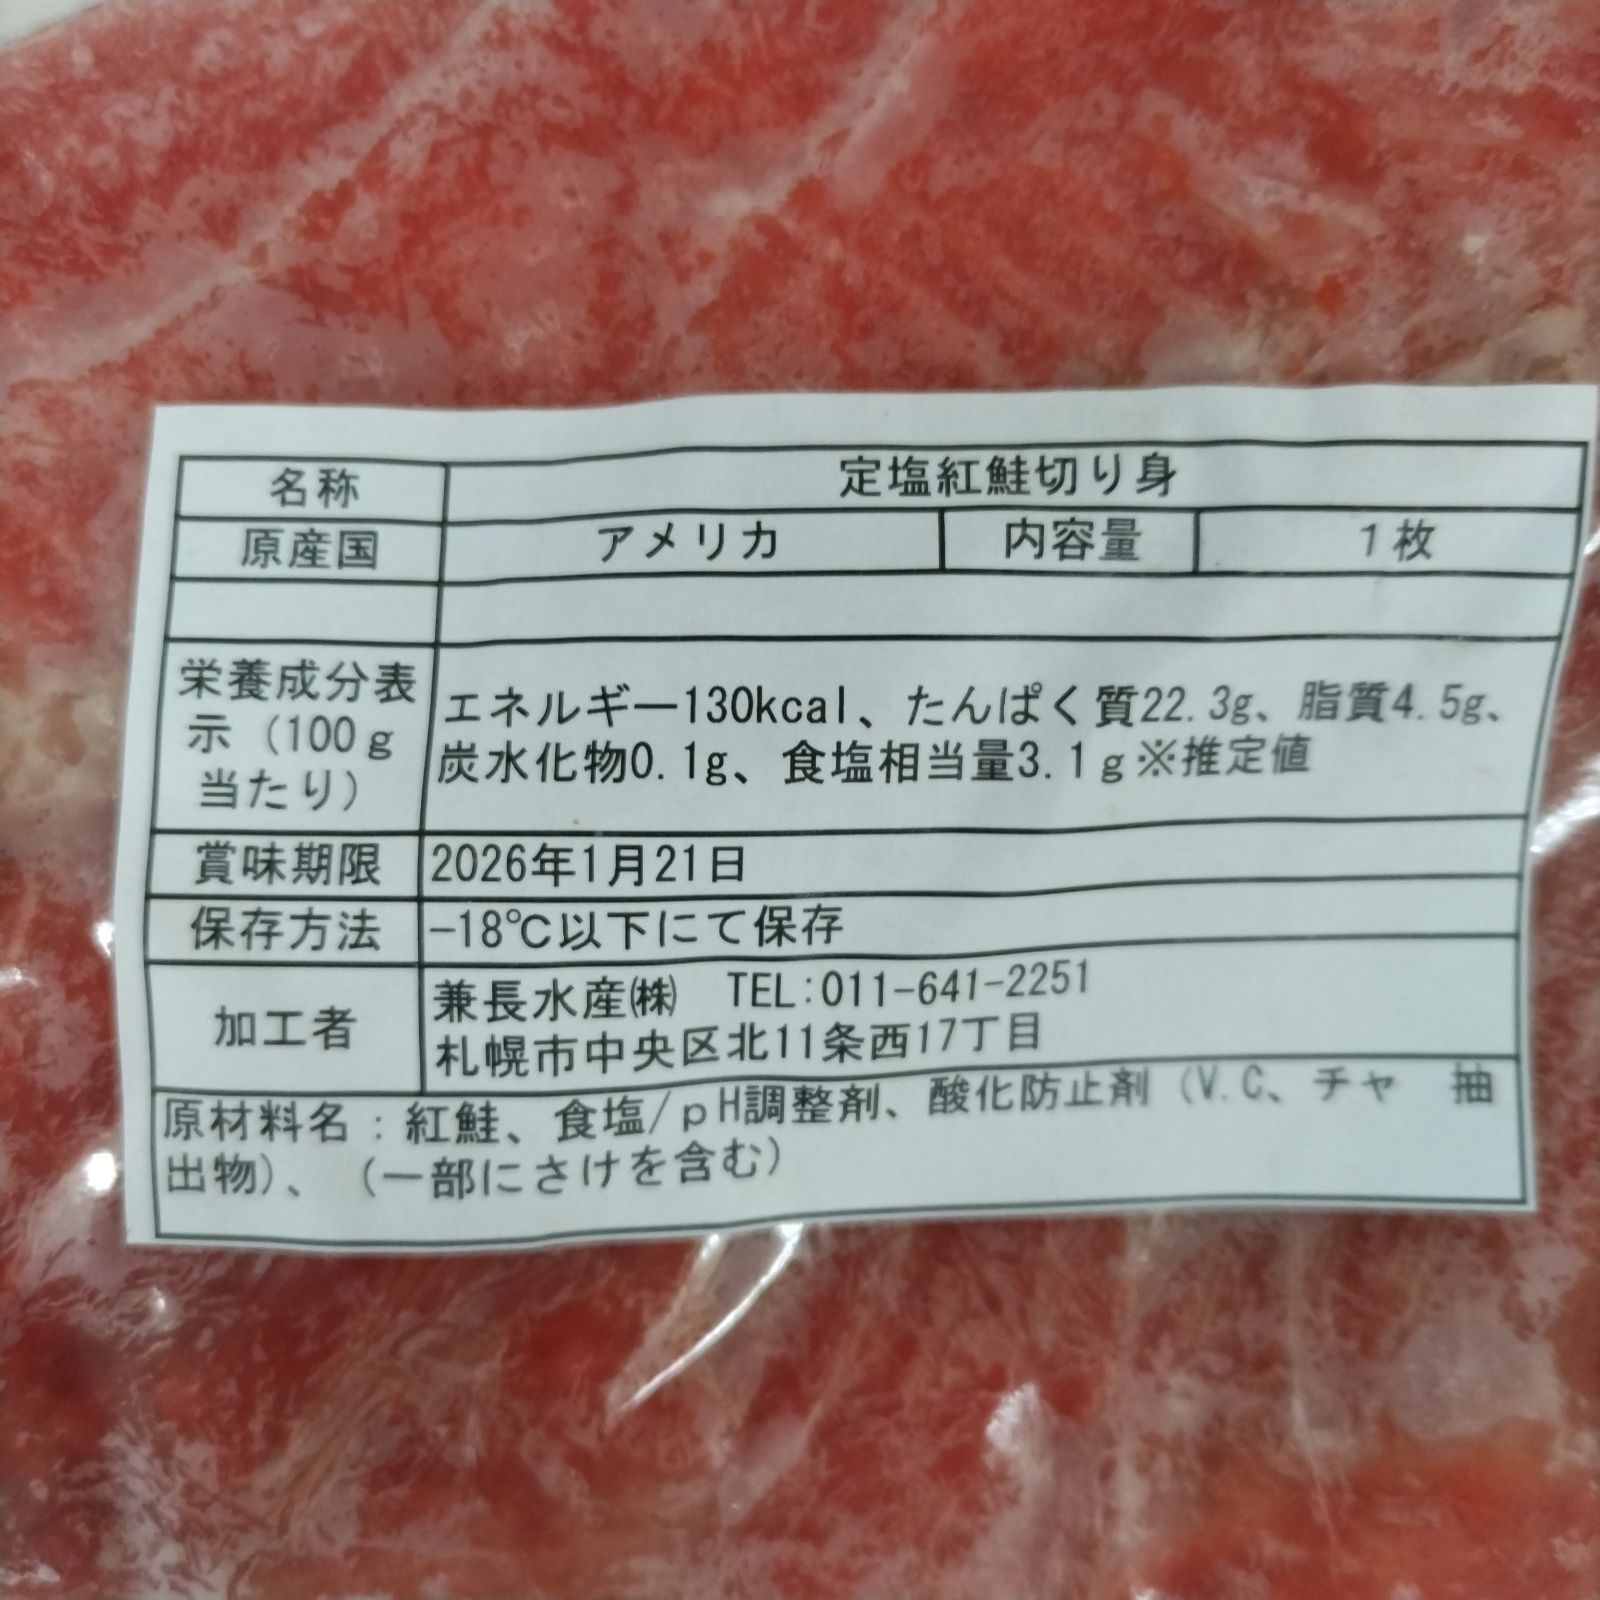 名称 定塩紅鮭切り身
原産国 アメリカ 内容量 1枚
栄養成分表
示(100g
当たり)
エネルギー130kcal、たんぱく質22.3g、脂質4.5g、
炭水化物0.1g、食塩相当量3.1g※推定値
賞味期限 2026年1月21日
保存方法 -18℃以下にて保存
加工者
兼長水産㈱ TEL:011-641-2251
札幌市中央区北11条西17丁目
原材料名:紅鮭、食塩/pH調整剤、酸化防止剤(V.C、チャ 抽
出物)、(一部にさけを含む)